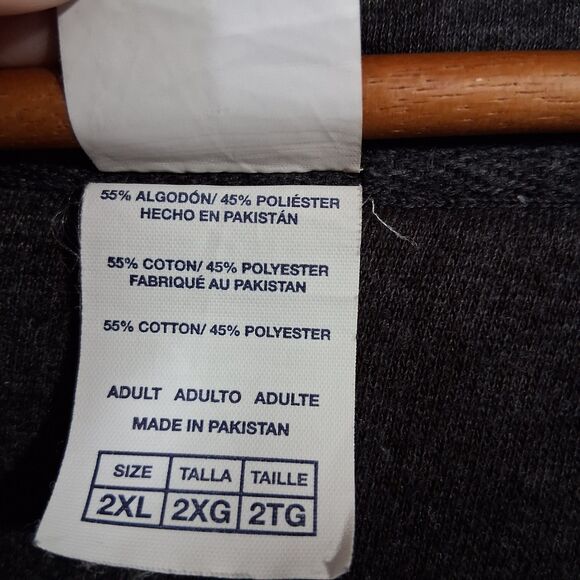 55% ALGODÓN/ 45% POLIÉSTER
HECHO EN PAKISTÁN
55% COTON/ 45% POLYESTER
FABRIQUÉ AU PAKISTAN
55% COTTON/ 45% POLYESTER
ADULT ADULTO ADULTE
MADE IN PAKISTAN
SIZE TALLA TAILLE
2XL 2XG 2TG